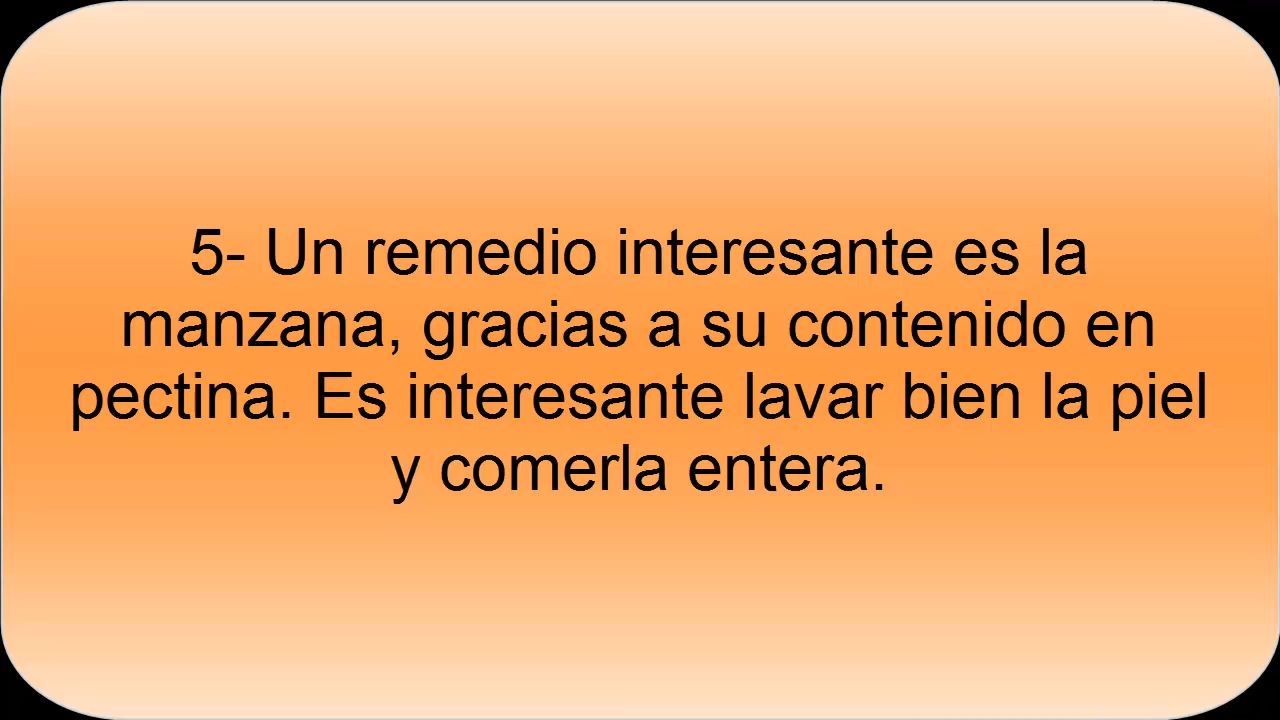 5- Un remedio interesante es la
manzana, gracias a su contenido en
pectina. Es interesante lavar bien la piel
y comerla entera.